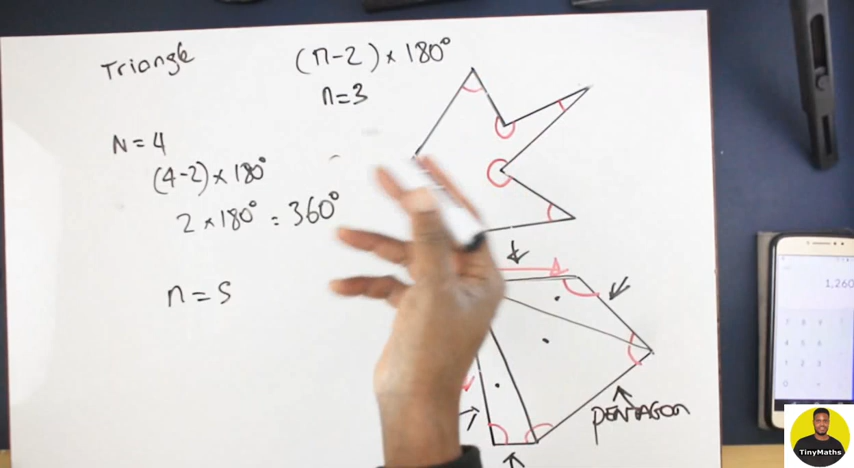 Triangle
(n-2) × 180°
n=3
N = 4
(4-2) × 180°
2 × 180° = 360°
n = 5
PENTAGON
1,260
TinyMaths